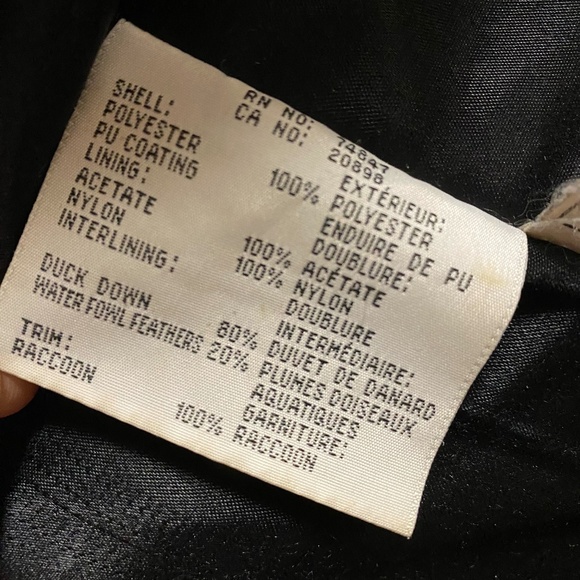 RN NO: 74647
CA NO: 20898
SHELL: EXTÉRIEUR:
POLYESTER 100% POLYESTER
PU COATING ENDUIRE DE PU
LINING: DOUBLURE:
ACETATE 100% ACÉTATE
NYLON 100% NYLON
INTERLINING: DOUBLURE
INTERMÉDIAIRE:
DUCK DOWN 80% DUVET DE CANARD
WATER FOWL FEATHERS 20% PLUMES DOISEAUX
AQUATIQUES
TRIM: GARNITURE:
RACCOON 100% RACCOON